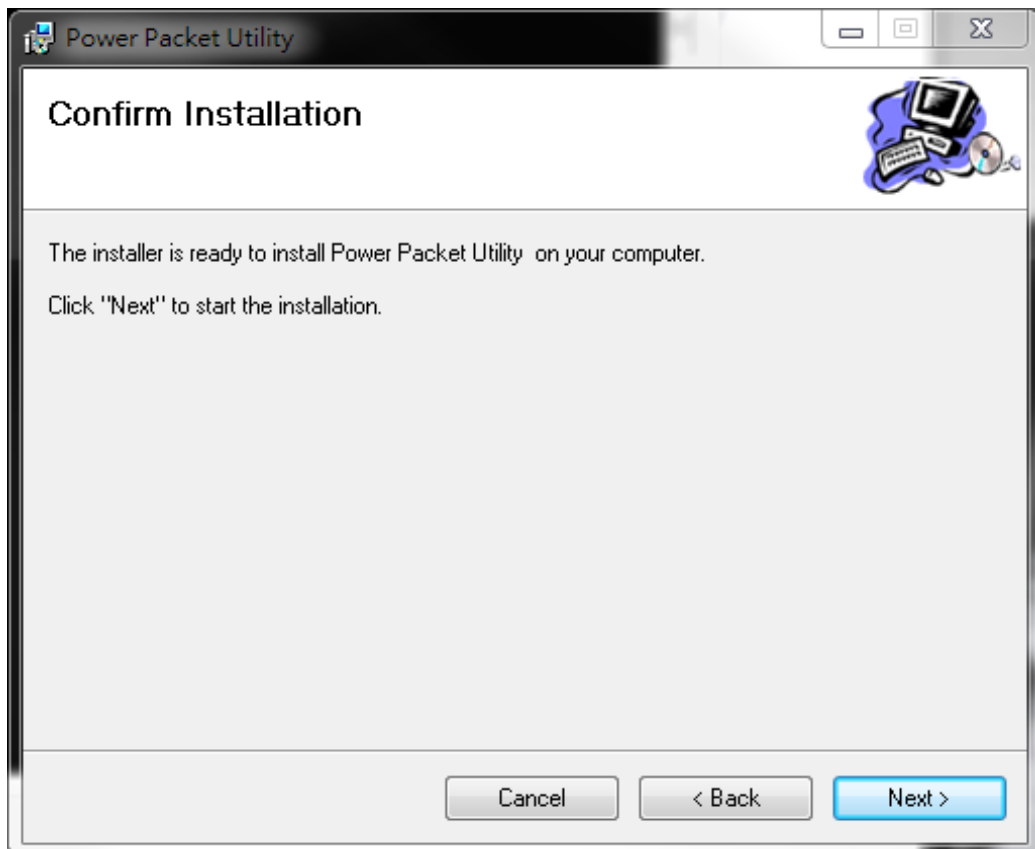 Power Packet Utility
Confirm Installation
The installer is ready to install Power Packet Utility  on your computer.
Click "Next" to start the installation.
Cancel
< Back
Next >